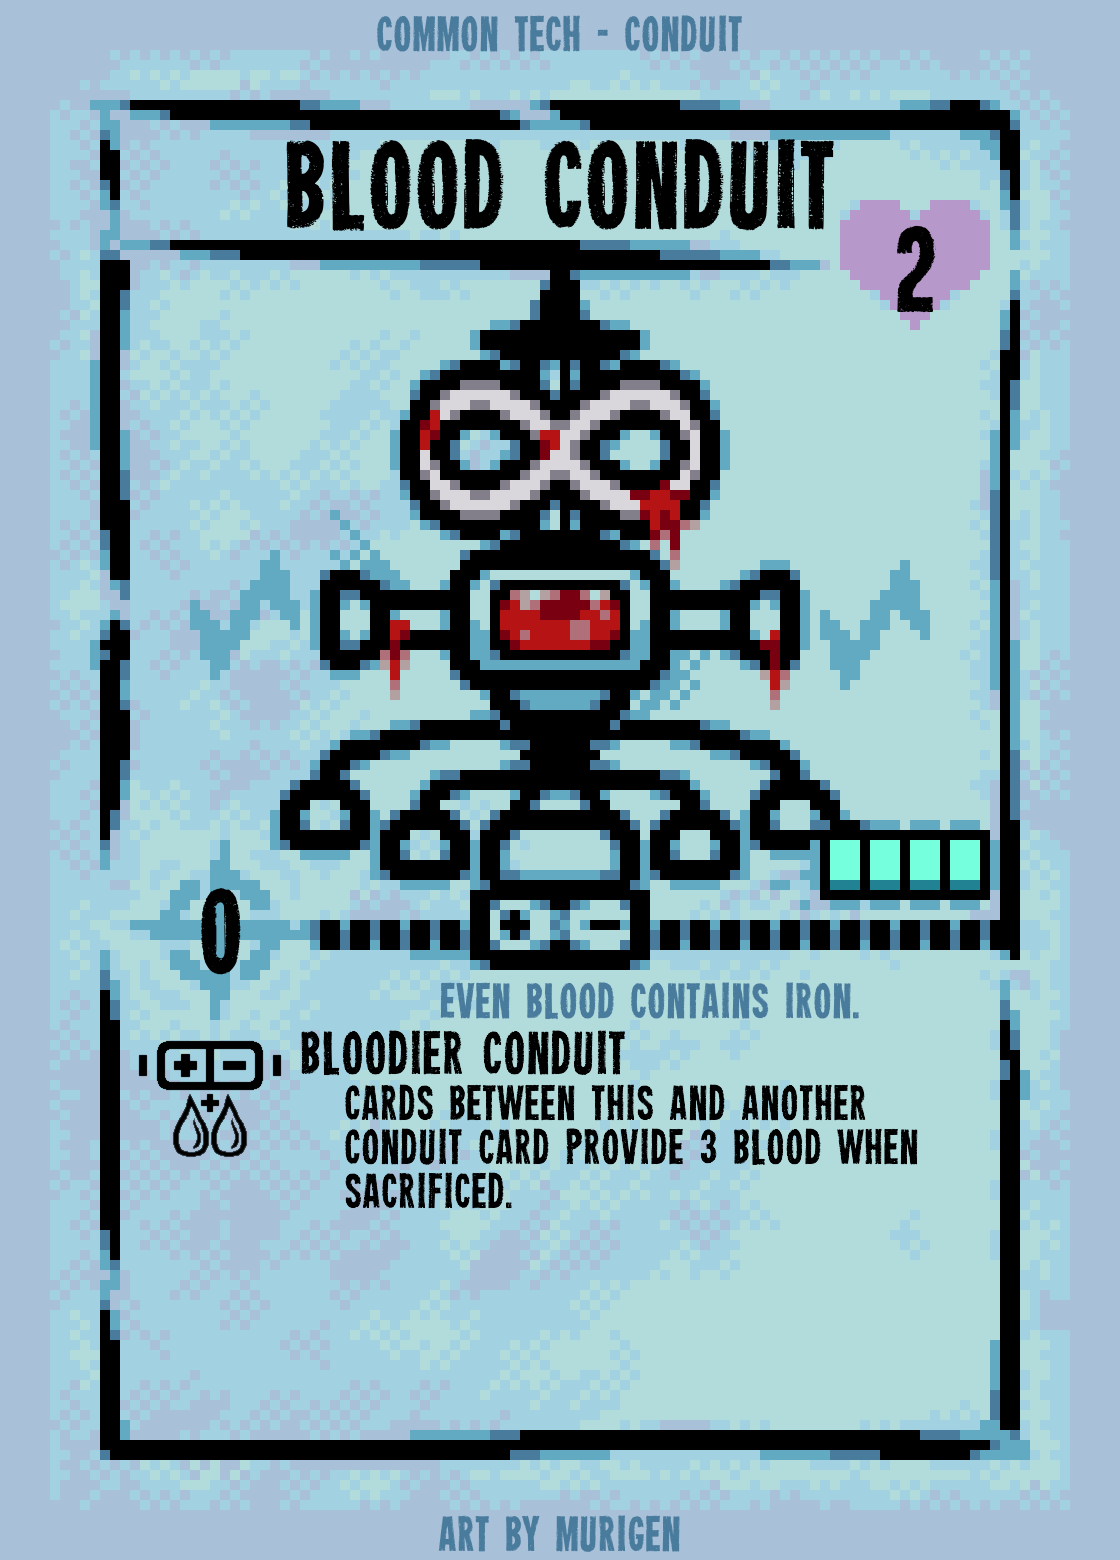 COMMON TECH - CONDUIT
BLOOD CONDUIT
2
0
EVEN BLOOD CONTAINS IRON.
BLOODIER CONDUIT
CARDS BETWEEN THIS AND ANOTHER
CONDUIT CARD PROVIDE 3 BLOOD WHEN
SACRIFICED.
ART BY MURIGEN